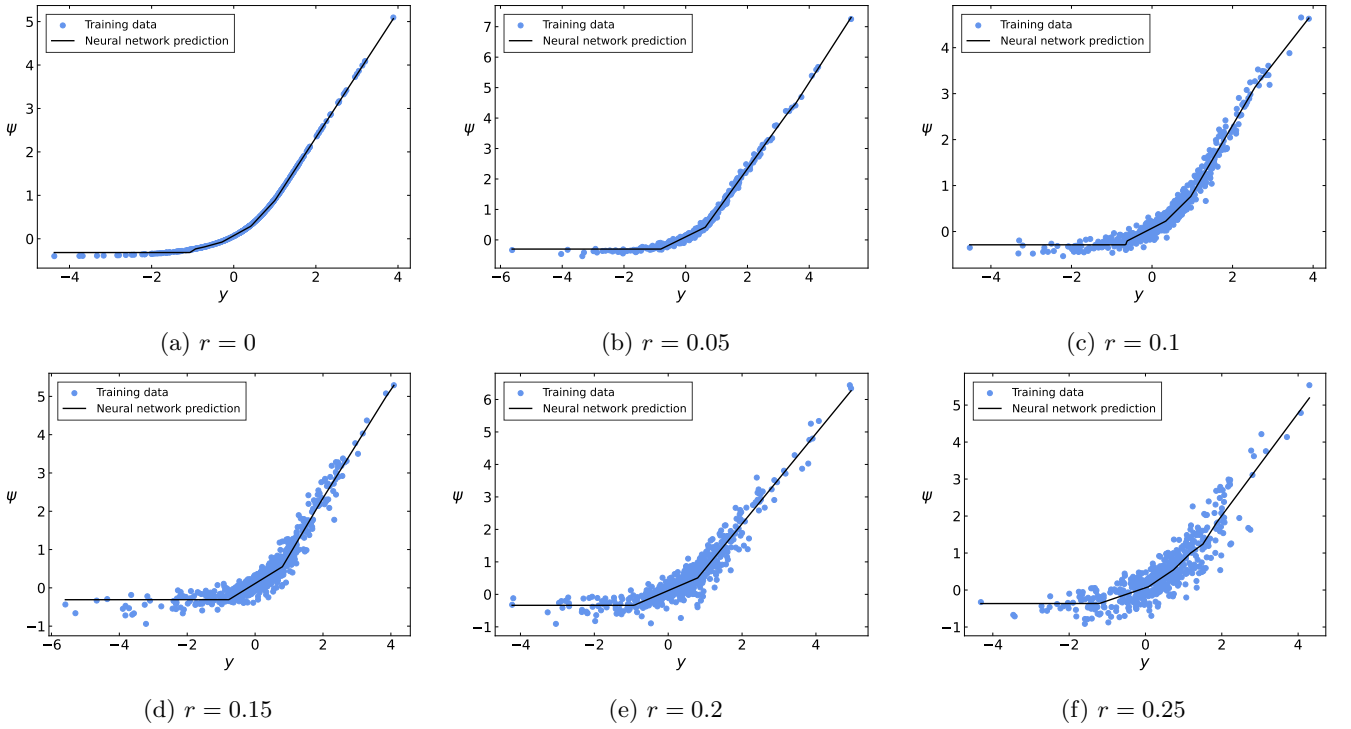 Training data
Neural network prediction
5
4
3
2
1
0
ψ
−4
−2
0
2
4
y
(a) r = 0
Training data
Neural network prediction
7
6
5
4
3
2
1
0
ψ
−6
−4
−2
0
2
4
y
(b) r = 0.05
Training data
Neural network prediction
4
3
2
1
0
ψ
−4
−2
0
2
4
y
(c) r = 0.1
Training data
Neural network prediction
5
4
3
2
1
0
−1
ψ
−6
−4
−2
0
2
4
y
(d) r = 0.15
Training data
Neural network prediction
6
5
4
3
2
1
0
−1
ψ
−4
−2
0
2
4
y
(e) r = 0.2
Training data
Neural network prediction
5
4
3
2
1
0
−1
ψ
−4
−2
0
2
4
y
(f) r = 0.25